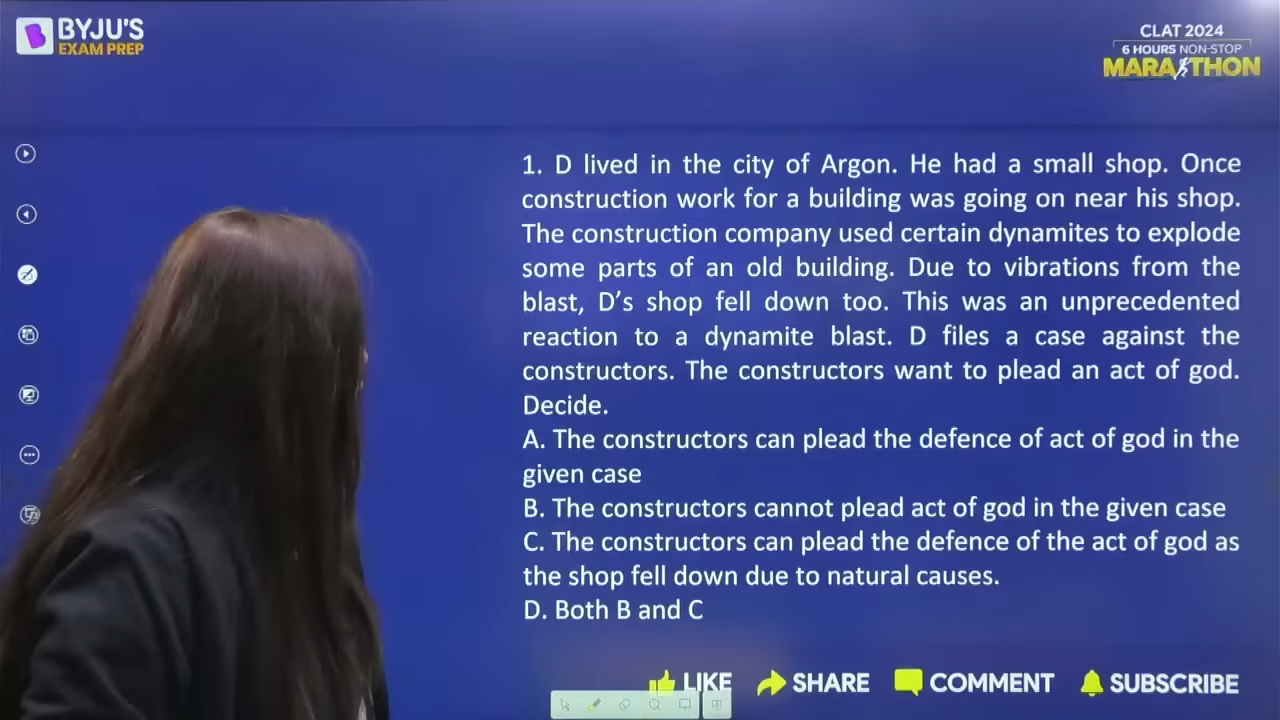 BYJU'S
EXAM PREP
CLAT 2024
6 HOURS NON-STOP
MARATHON
1. D lived in the city of Argon. He had a small shop. Once
construction work for a building was going on near his shop.
The construction company used certain dynamites to explode
some parts of an old building. Due to vibrations from the
blast, D’s shop fell down too. This was an unprecedented
reaction to a dynamite blast. D files a case against the
constructors. The constructors want to plead an act of god.
Decide.
A. The constructors can plead the defence of act of god in the
given case
B. The constructors cannot plead act of god in the given case
C. The constructors can plead the defence of the act of god as
the shop fell down due to natural causes.
D. Both B and C
LIKE SHARE COMMENT SUBSCRIBE